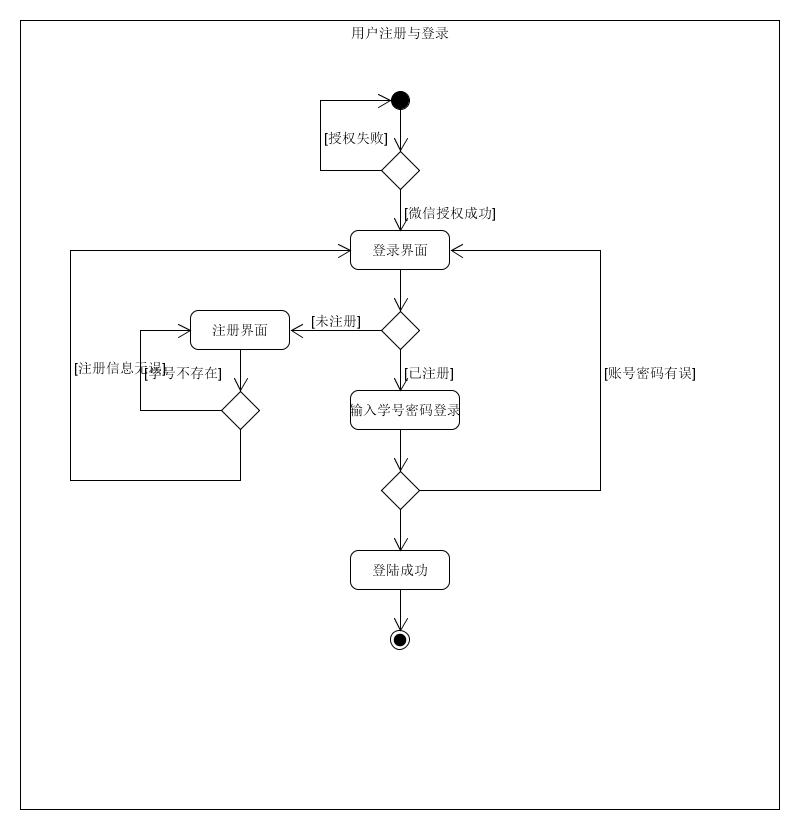 用户注册与登录
[授权失败]
[微信授权成功]
登录界面
[未注册]
注册界面
[注册信息无误]
[学号不存在]
[已注册]
[账号密码有误]
输入学号密码登录
登陆成功